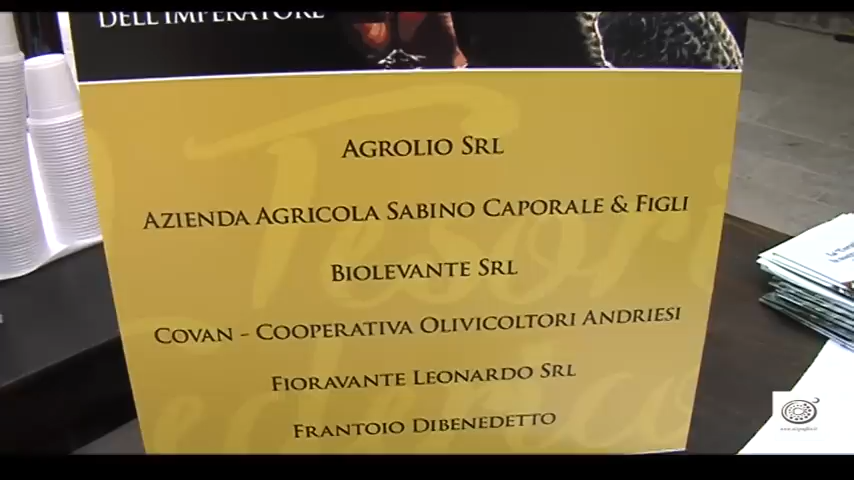 DELL'IMPERATORE
AGROLIO SRL
AZIENDA AGRICOLA SABINO CAPORALE & FIGLI
BIOLEVANTE SRL
COVAN - COOPERATIVA OLIVICOLTORI ANDRIESI
FIORAVANTE LEONARDO SRL
FRANTOIO DIBENEDETTO